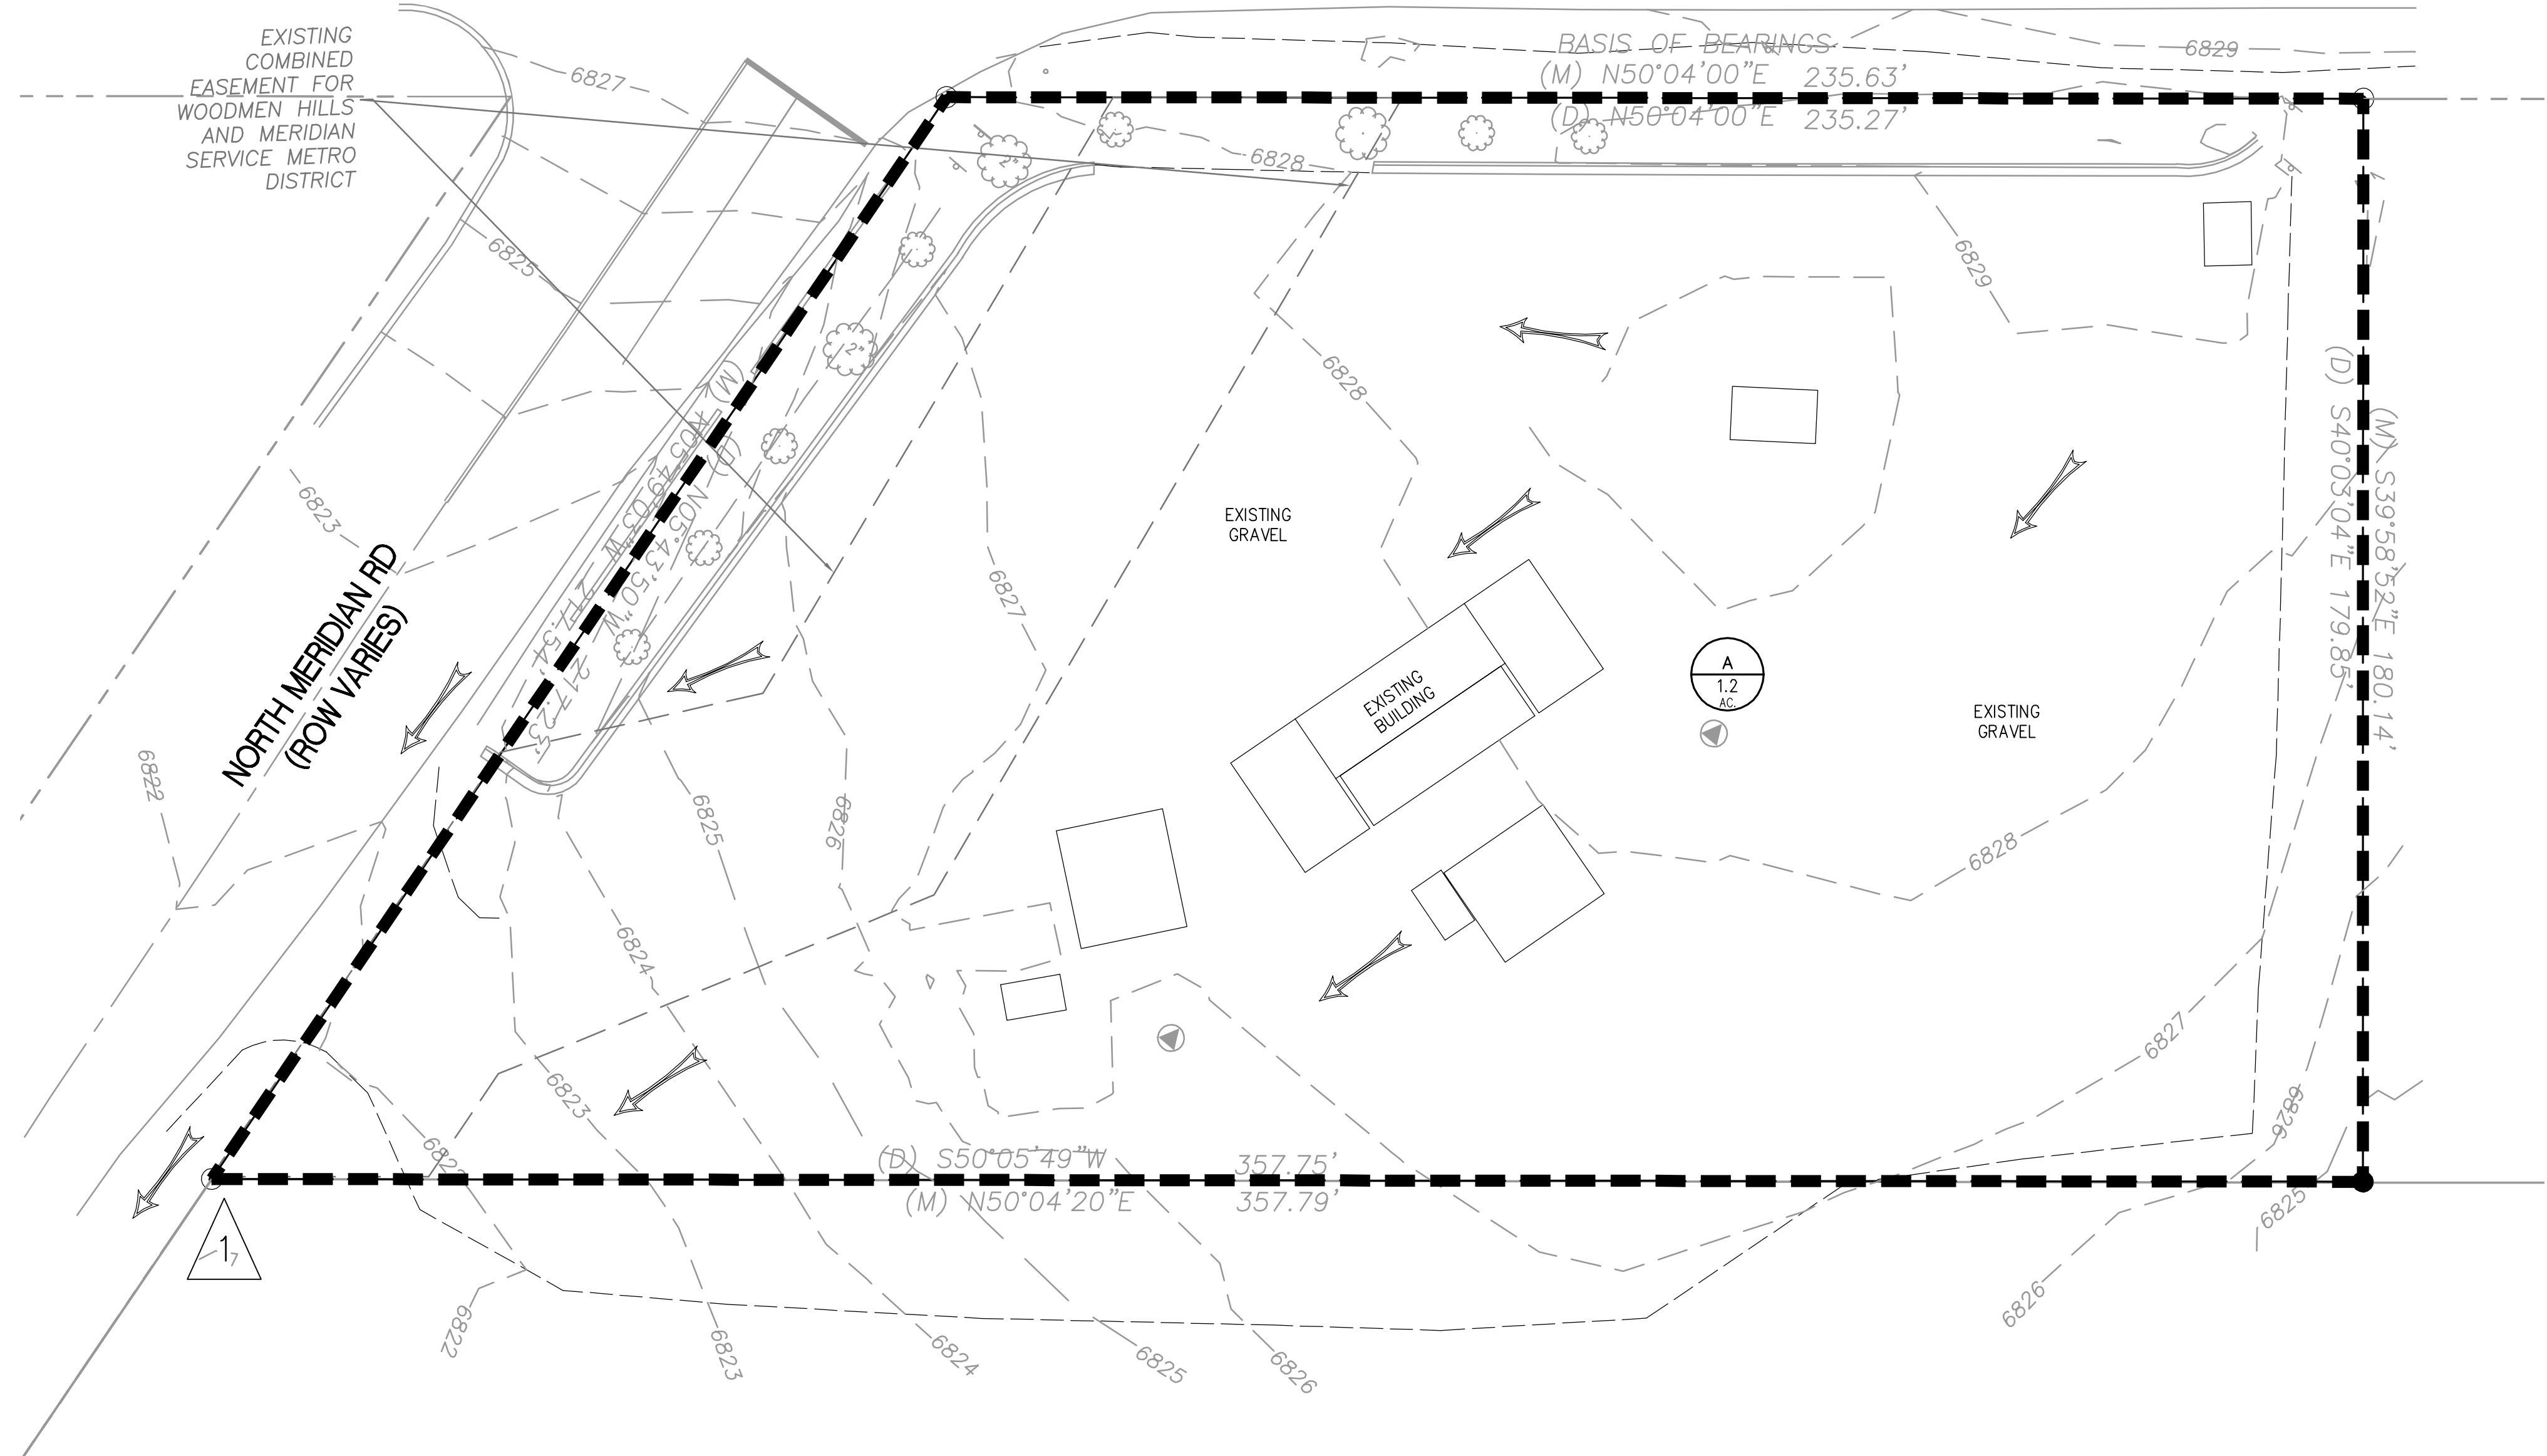 EXISTING
COMBINED
EASEMENT FOR
WOODMEN HILLS
AND MERIDIAN
SERVICE METRO
DISTRICT
BASIS OF BEARINGS
(M) N50°04'00"E 235.63'
(D) N50°04'00"E 235.27'
6829
6827
6828
6825
6829
6828
6823
(M) N05°49'03"W 217.54'
(D) N05°43'50"W 217.23'
(D) S40°03'04"E 179.85'
(M) S39°58'52"E 180.14'
NORTH MERIDIAN RD
(ROW VARIES)
EXISTING
GRAVEL
6827
EXISTING
BUILDING
A
1.2
AC.
EXISTING
GRAVEL
6822
6825
6826
6828
6824
6827
6823
6826
6822
(D) S50°05'49"W 357.75'
(M) N50°04'20"E 357.79'
6825
1
6822
6823
6824
6825
6826
6826
2"
2"